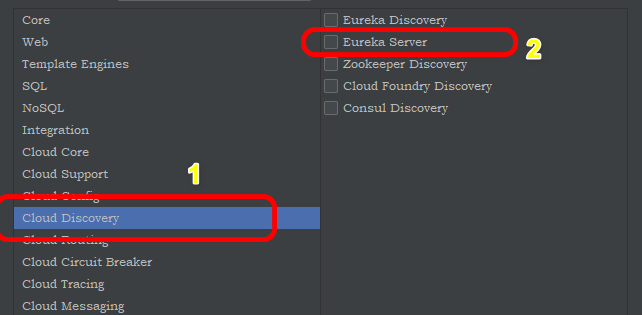 Core
Web
Template Engines
SQL
NoSQL
Integration
Cloud Core
Cloud Support
Cloud Config
Cloud Discovery
Cloud Routing
Cloud Circuit Breaker
Cloud Tracing
Cloud Messaging
1
Eureka Discovery
Eureka Server
Zookeeper Discovery
Cloud Foundry Discovery
Consul Discovery
2